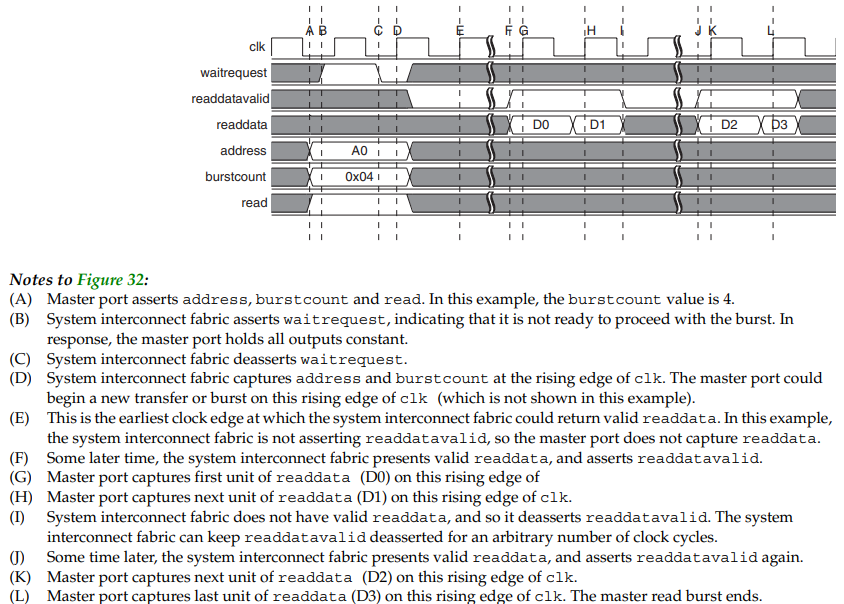 A B C D E F G H I J K L
clk
waitrequest
readdatavalid
readdata D0 D1 D2 D3
address A0
burstcount 0x04
read
Notes to Figure 32:
(A) Master port asserts address, burstcount and read. In this example, the burstcount value is 4.
(B) System interconnect fabric asserts waitrequest, indicating that it is not ready to proceed with the burst. In
response, the master port holds all outputs constant.
(C) System interconnect fabric deasserts waitrequest.
(D) System interconnect fabric captures address and burstcount at the rising edge of clk. The master port could
begin a new transfer or burst on this rising edge of clk (which is not shown in this example).
(E) This is the earliest clock edge at which the system interconnect fabric could return valid readdata. In this example,
the system interconnect fabric is not asserting readdatavalid, so the master port does not capture readdata.
(F) Some later time, the system interconnect fabric presents valid readdata, and asserts readdatavalid.
(G) Master port captures first unit of readdata (D0) on this rising edge of
(H) Master port captures next unit of readdata (D1) on this rising edge of clk.
(I) System interconnect fabric does not have valid readdata, and so it deasserts readdatavalid. The system
interconnect fabric can keep readdatavalid deasserted for an arbitrary number of clock cycles.
(J) Some time later, the system interconnect fabric presents valid readdata, and asserts readdatavalid again.
(K) Master port captures next unit of readdata (D2) on this rising edge of clk.
(L) Master port captures last unit of readdata (D3) on this rising edge of clk. The master read burst ends.